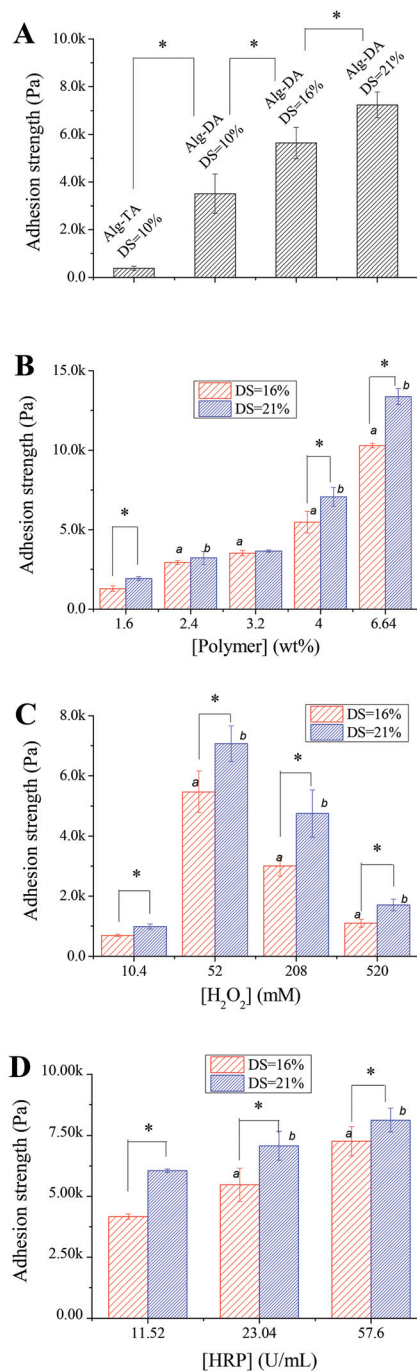 A
Adhesion strength (Pa)
10.0k
8.0k
6.0k
4.0k
2.0k
0.0
*
*
*
Alg-TA
DS=10%
Alg-DA
DS=10%
Alg-DA
DS=16%
Alg-DA
DS=21%
B
Adhesion strength (Pa)
15.0k
10.0k
5.0k
0.0
DS=16%
DS=21%
*
a
b
*
a
b
*
a
b
1.6
2.4
3.2
4
6.64
[Polymer] (wt%)
C
Adhesion strength (Pa)
8.0k
6.0k
4.0k
2.0k
0.0
DS=16%
DS=21%
*
*
a
b
*
a
b
*
a
b
10.4
52
208
520
[H₂O₂] (mM)
D
Adhesion strength (Pa)
10.00k
7.50k
5.00k
2.50k
0.00
DS=16%
DS=21%
*
*
a
b
*
a
b
11.52
23.04
57.6
[HRP] (U/mL)